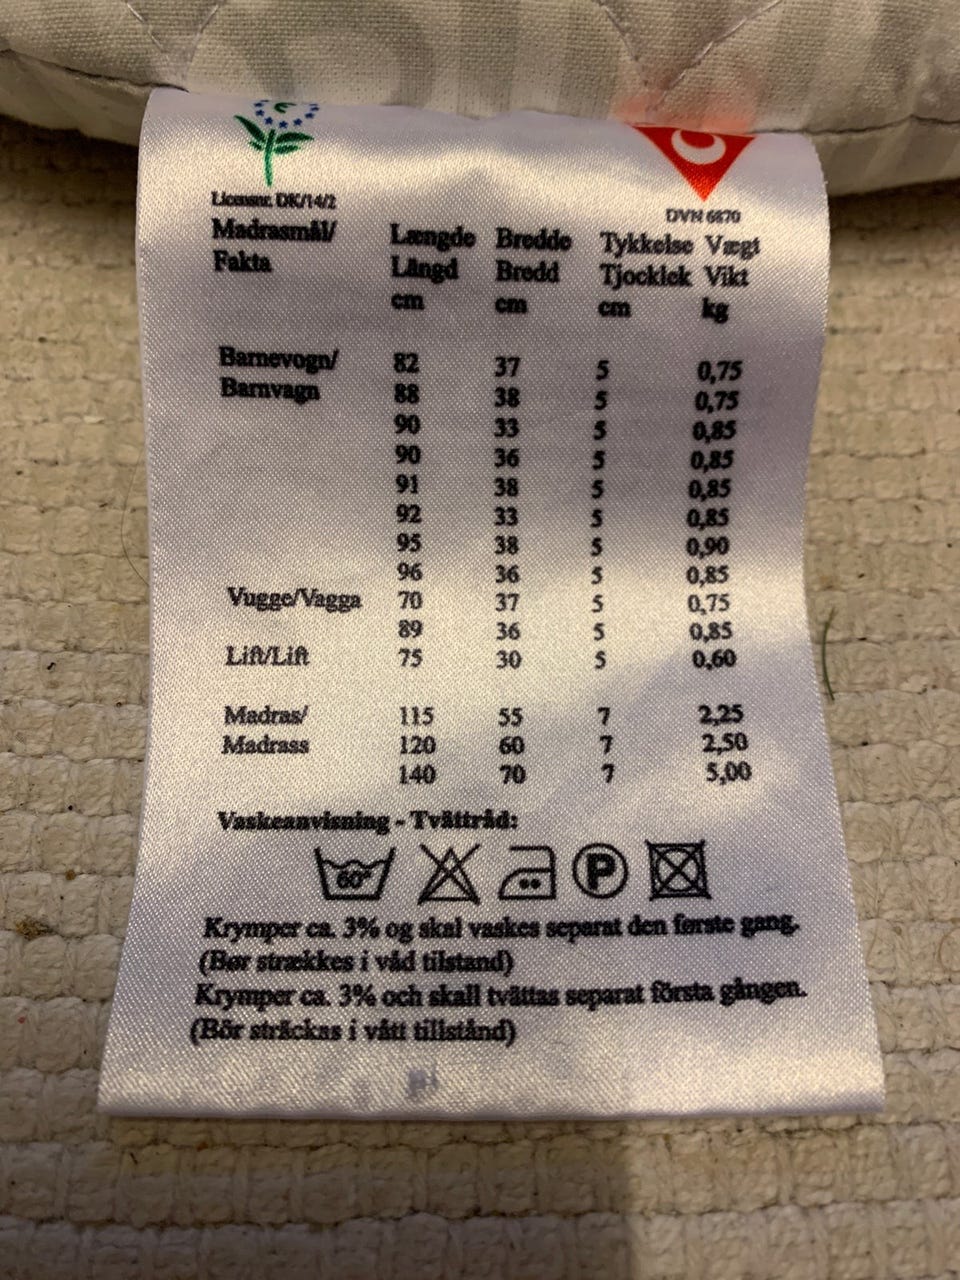 Licensnr. DK/14/2
DVN 6870
Madrasmål/ Længde Bredde Tykkelse Vægt
Fakta Längd Bredd Tjocklek Vikt
cm cm cm kg
Barnevogn/ 82 37 5 0,75
Barnvagn 88 38 5 0,75
90 33 5 0,85
90 36 5 0,85
91 38 5 0,85
92 33 5 0,85
95 38 5 0,90
96 36 5 0,85
Vugge/Vagga 70 37 5 0,75
89 36 5 0,85
Lift/Lift 75 30 5 0,60
Madras/ 115 55 7 2,25
Madrass 120 60 7 2,50
140 70 7 5,00
Vaskeanvisning - Tvättråd:
60° P
Krymper ca. 3% og skal vaskes separat den første gang.
(Bør strækkes i våd tilstand)
Krymper ca. 3% och skall tvättas separat första gången.
(Bör sträckas i vått tillstånd)